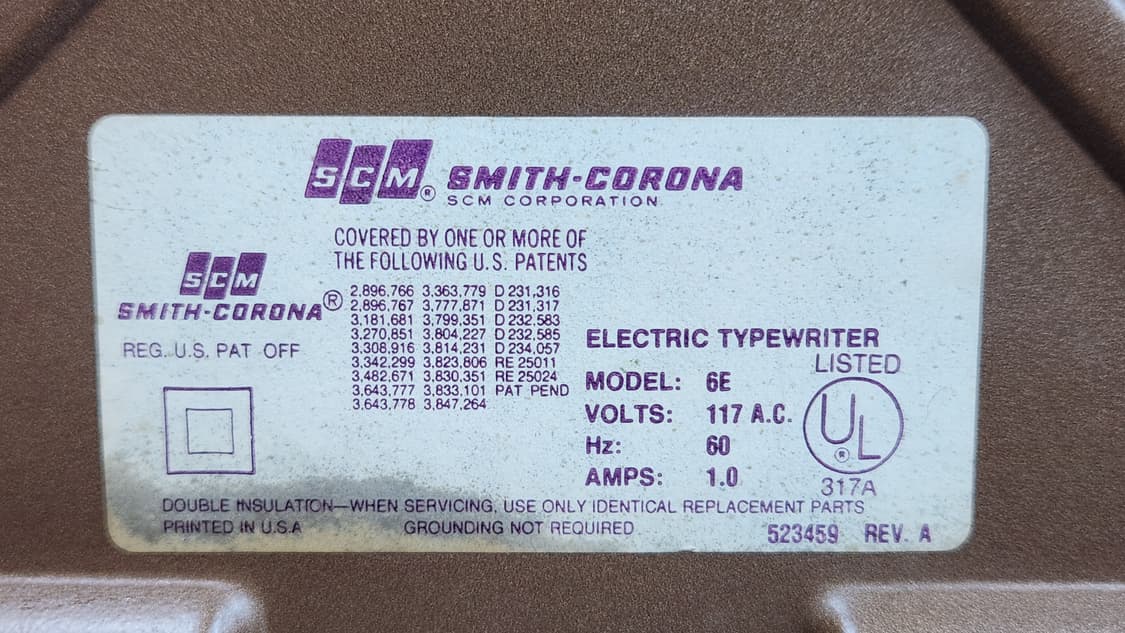 SCM® SMITH-CORONA
SCM CORPORATION
COVERED BY ONE OR MORE OF
THE FOLLOWING U.S. PATENTS
SCM
SMITH-CORONA®
REG. U.S. PAT OFF
2,896,766 3,363,779 D 231,316
2,896,767 3,777,871 D 231,317
3,181,681 3,799,351 D 232,583
3,270,851 3,804,227 D 232,585
3,308,916 3,814,231 D 234,057
3,342,299 3,823,806 RE 25011
3,482,671 3,830,351 RE 25024
3,643,777 3,833,101 PAT PEND
3,643,778 3,847,264
ELECTRIC TYPEWRITER
MODEL: 6E
VOLTS: 117 A.C.
Hz: 60
AMPS: 1.0
LISTED
UL®
317A
DOUBLE INSULATION—WHEN SERVICING, USE ONLY IDENTICAL REPLACEMENT PARTS
PRINTED IN U.S.A GROUNDING NOT REQUIRED
523459 REV. A